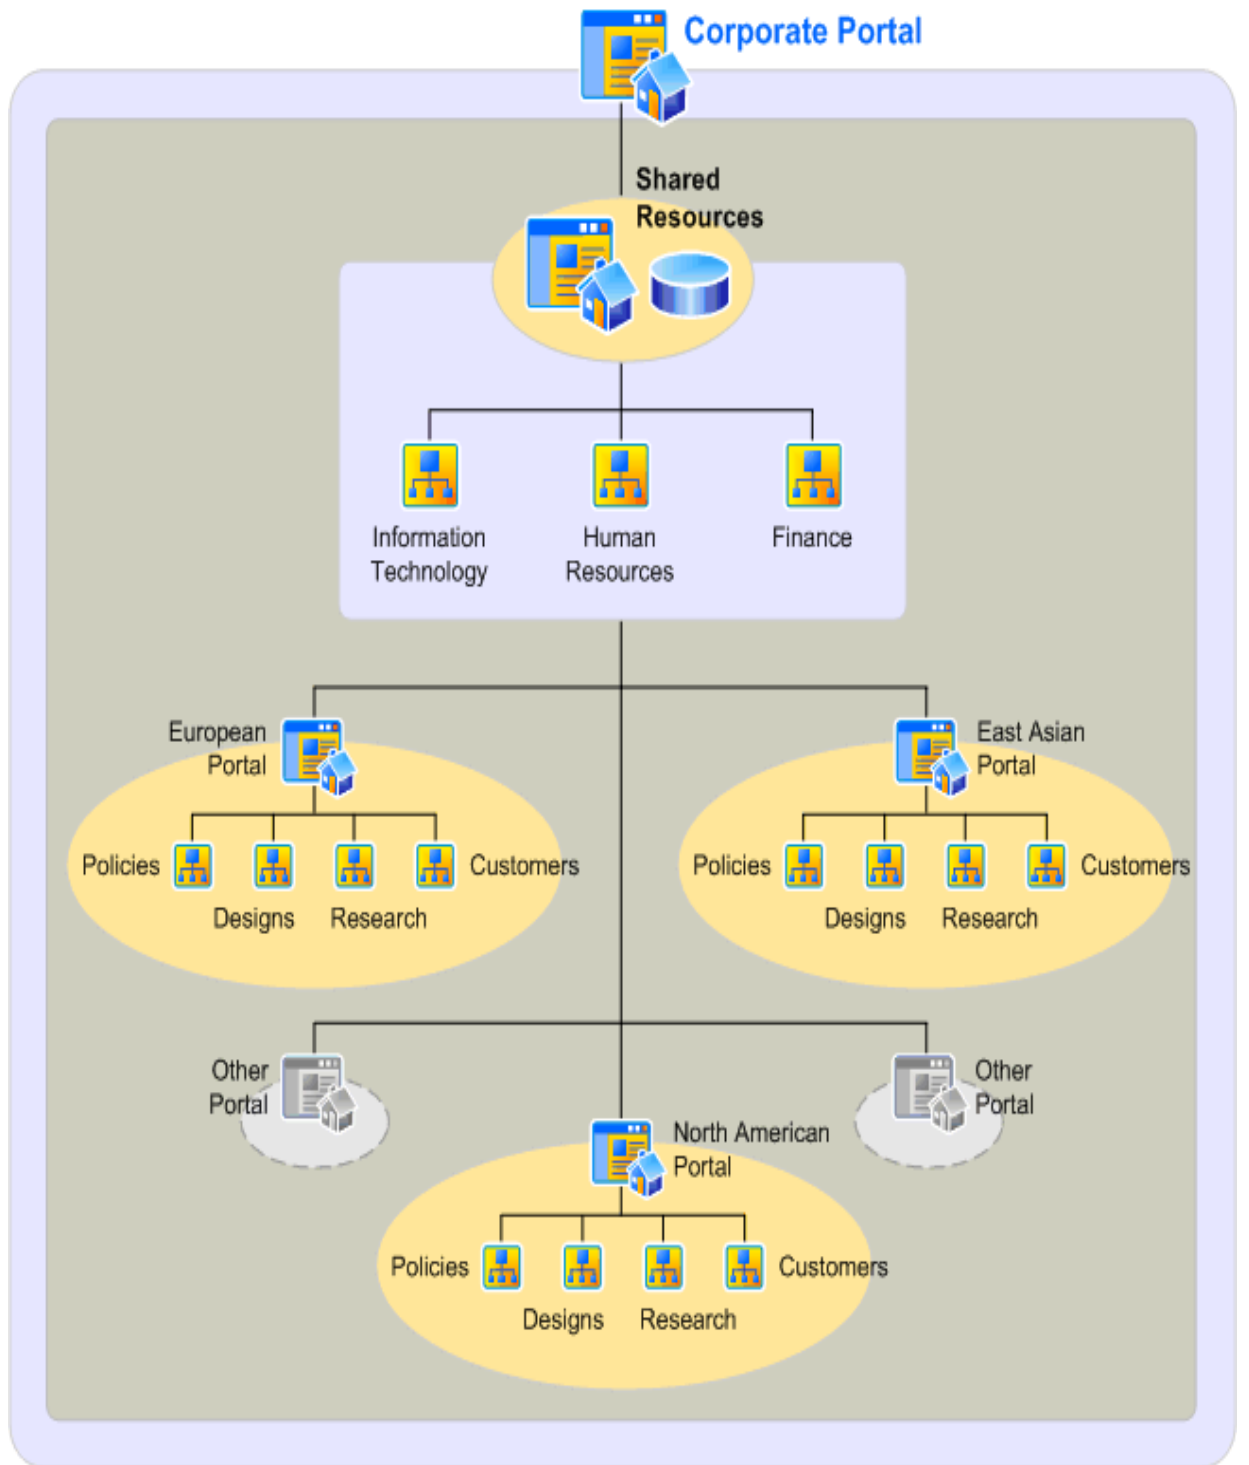 Corporate Portal
Shared
Resources
Information
Technology
Human
Resources
Finance
European
Portal
East Asian
Portal
Policies
Customers
Designs
Research
Policies
Customers
Designs
Research
Other
Portal
Other
Portal
North American
Portal
Policies
Customers
Designs
Research